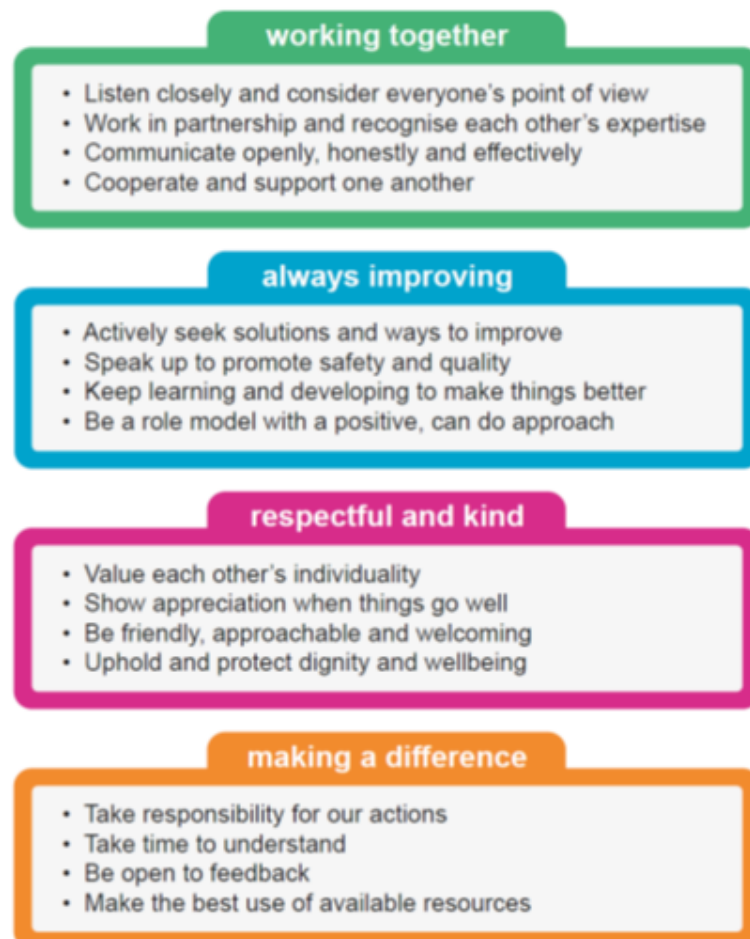 working together
• Listen closely and consider everyone's point of view
• Work in partnership and recognise each other's expertise
• Communicate openly, honestly and effectively
• Cooperate and support one another
always improving
• Actively seek solutions and ways to improve
• Speak up to promote safety and quality
• Keep learning and developing to make things better
• Be a role model with a positive, can do approach
respectful and kind
• Value each other's individuality
• Show appreciation when things go well
• Be friendly, approachable and welcoming
• Uphold and protect dignity and wellbeing
making a difference
• Take responsibility for our actions
• Take time to understand
• Be open to feedback
• Make the best use of available resources